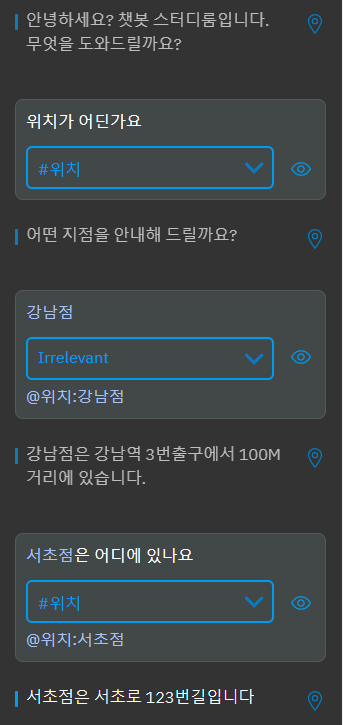 안녕하세요? 챗봇 스터디룸입니다.
무엇을 도와드릴까요?
위치가 어딘가요
#위치
어떤 지점을 안내해 드릴까요?
강남점
Irrelevant
@위치:강남점
강남점은 강남역 3번출구에서 100M
거리에 있습니다.
서초점은 어디에 있나요
#위치
@위치:서초점
서초점은 서초로 123번길입니다